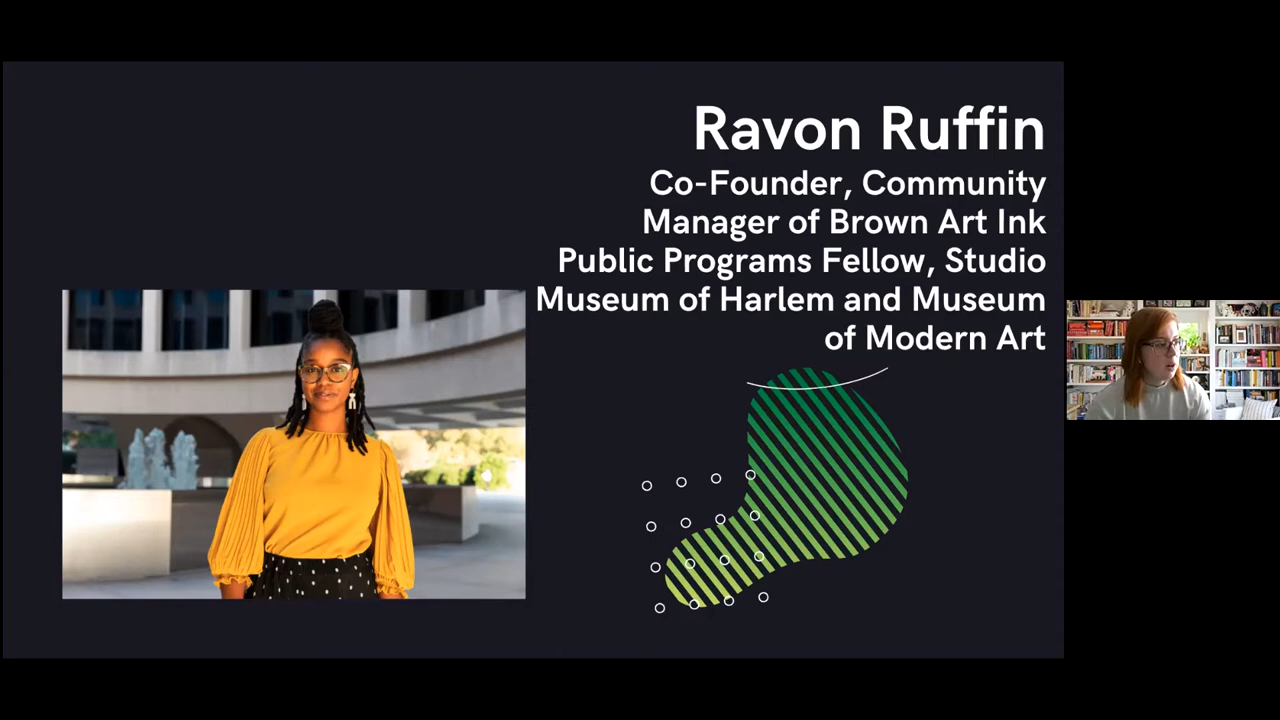 Ravon Ruffin
Co-Founder, Community
Manager of Brown Art Ink
Public Programs Fellow, Studio
Museum of Harlem and Museum
of Modern Art